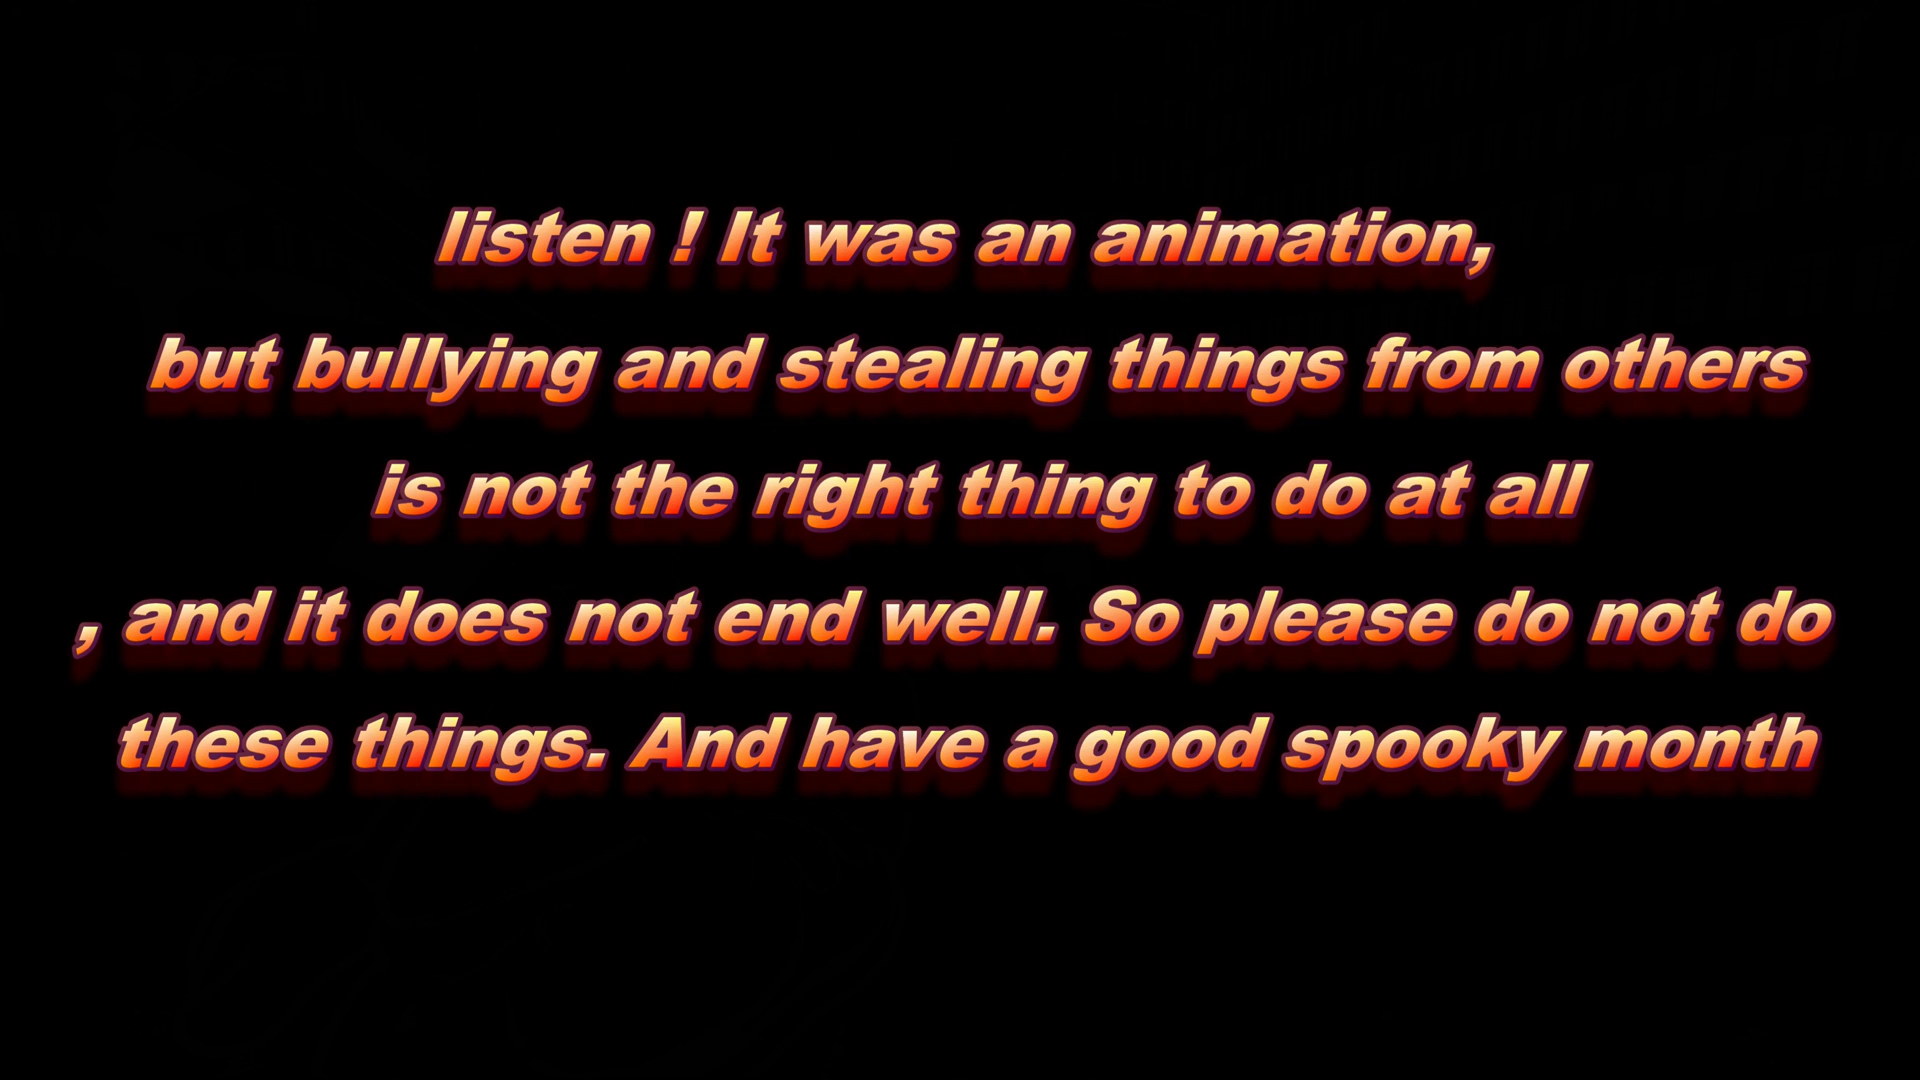 listen ! It was an animation,
but bullying and stealing things from others
is not the right thing to do at all
, and it does not end well. So please do not do
these things. And have a good spooky month